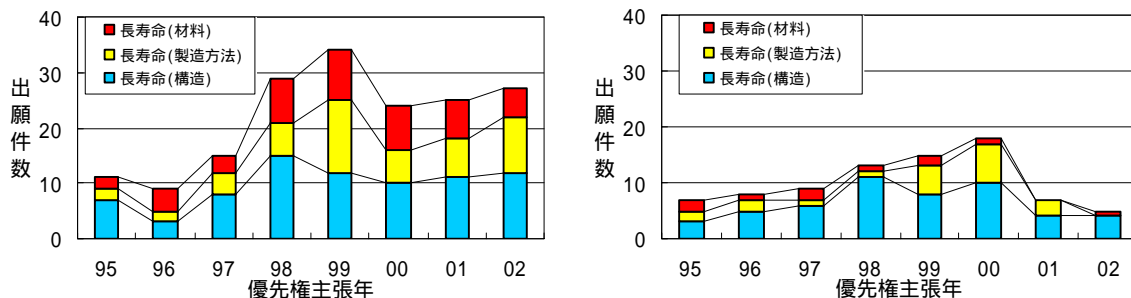 40
30
20
10
0
出願件数
長寿命(材料)
長寿命(製造方法)
長寿命(構造)
95 96 97 98 99 00 01 02
優先権主張年
40
30
20
10
0
出願件数
長寿命(材料)
長寿命(製造方法)
長寿命(構造)
95 96 97 98 99 00 01 02
優先権主張年